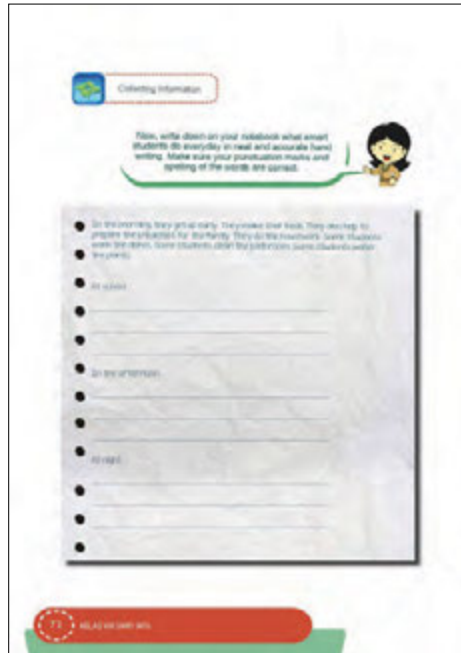 Collecting Information
Now, write down on your notebook what smart
students do everyday in neat and accurate hand
writing. Make sure your punctuation marks and
spelling of the words are correct.
In the morning, they get up early. They make their beds. They also help to
prepare the breakfast for the family. They do the housework. Some students
wash the dishes. Some students clean the bathroom. Some students water
the plants.
At school
In the afternoon
At night
73
KELAS VII SMP/MTs